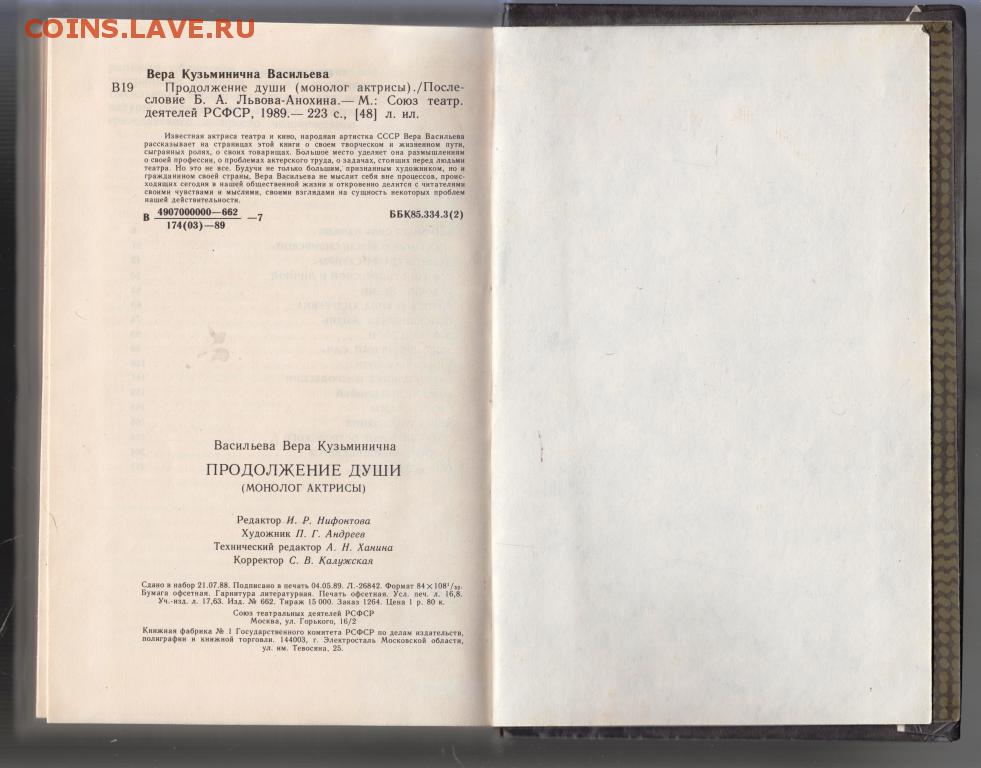 COINS.LAVE.RU
Вера Кузьминична Васильева
В19 Продолжение души (монолог актрисы)./После-
словие Б. А. Львова-Анохина.— М.: Союз театр.
деятелей РСФСР, 1989.— 223 с., [48] л. ил.
Известная актриса театра и кино, народная артистка СССР Вера Васильева
рассказывает на страницах этой книги о своем творческом и жизненном пути,
сыгранных ролях, о своих товарищах. Большое место уделяет она размышлениям
о своей профессии, о проблемах актерского труда, о задачах, стоящих перед людьми
театра. Но это не все. Будучи не только большим, признанным художником, но и
гражданином своей страны, Вера Васильева не мыслит себя вне процессов, проис-
ходящих сегодня в нашей общественной жизни и откровенно делится с читателями
своими чувствами и мыслями, своими взглядами на сущность некоторых проблем
нашей действительности.
В 4907000000—662 —7 ББК85.334.3(2)
174(03)—89
Васильева Вера Кузьминична
ПРОДОЛЖЕНИЕ ДУШИ
(МОНОЛОГ АКТРИСЫ)
Редактор И. Р. Нифонтова
Художник П. Г. Андреев
Технический редактор А. Н. Ханина
Корректор С. В. Калужская
Сдано в набор 21.07.88. Подписано в печать 04.05.89. Л.-26842. Формат 84×108¹/₃₂.
Бумага офсетная. Гарнитура литературная. Печать офсетная. Усл. печ. л. 16,8.
Уч.-изд. л. 17,63. Изд. № 662. Тираж 15 000. Заказ 1264. Цена 1 р. 80 к.
Союз театральных деятелей РСФСР
Москва, ул. Горького, 16/2
Книжная фабрика № 1 Государственного комитета РСФСР по делам издательств,
полиграфии и книжной торговли. 144003, г. Электросталь Московской области,
ул. им. Тевосяна, 25.